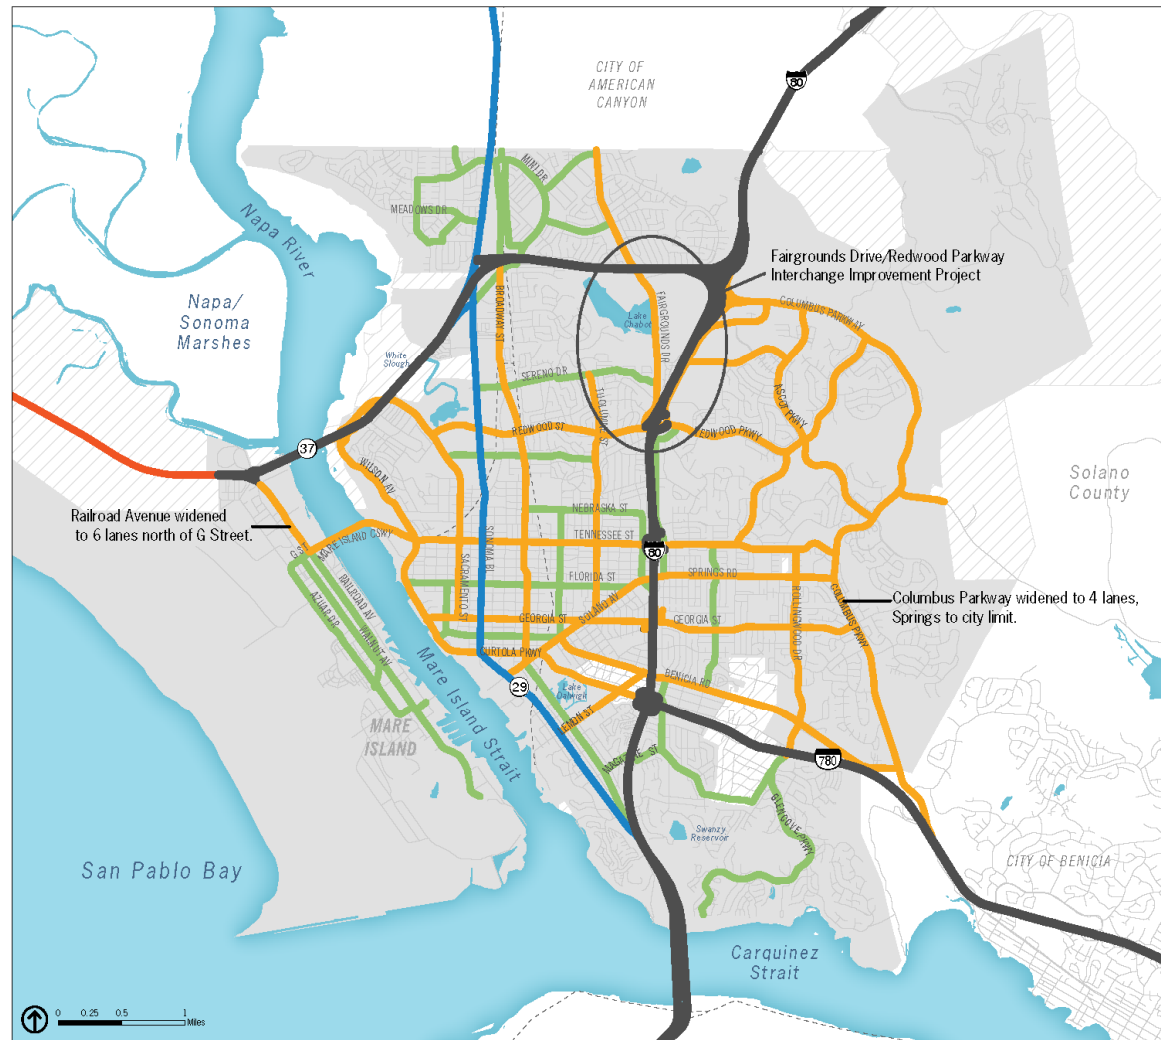 CITY OF
AMERICAN
CANYON
80
MINI DR
MEADOWS DR
Napa River
Fairgrounds Drive/Redwood Parkway
Interchange Improvement Project
Napa/
Sonoma
Marshes
BROADWAY ST
Lake
Chabot
FAIRGROUNDS DR
COLUMBUS PARKWAY
White
Slough
SERENO DR
TUOLUMNE ST
ASCOT PKWY
REDWOOD ST
REDWOOD PKWY
37
WILSON AV
Solano
County
Railroad Avenue widened
to 6 lanes north of G Street.
NEBRASKA ST
G ST
MARE ISLAND CSWY
TENNESSEE ST
80
SONOMA BL
SACRAMENTO ST
RAILROAD AV
AZUAR DR
WALNUT AV
FLORIDA ST
SPRINGS RD
SOLANO AV
ROLLINGWOOD DR
COLUMBUS PKWY
Columbus Parkway widened to 4 lanes,
Springs to city limit.
GEORGIA ST
GEORGIA ST
CURTOLA PKWY
Mare Island Strait
29
Lake
Dalwigk
BENICIA RD
LEMON ST
MARE
ISLAND
MAGAZINE ST
780
GLEN COVE PKWY
Swanzy
Reservoir
San Pablo Bay
CITY OF BENICIA
Carquinez
Strait
0 0.25 0.5 1
Miles